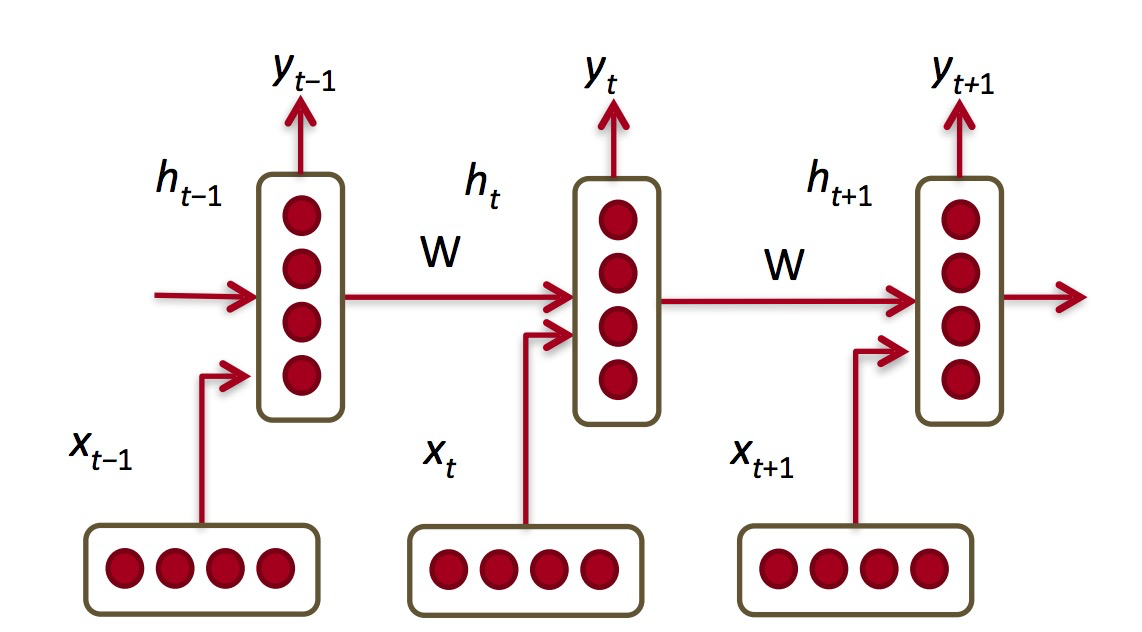 y_{t−1} y_t y_{t+1}
h_{t−1} h_t h_{t+1}
W W
x_{t−1} x_t x_{t+1}